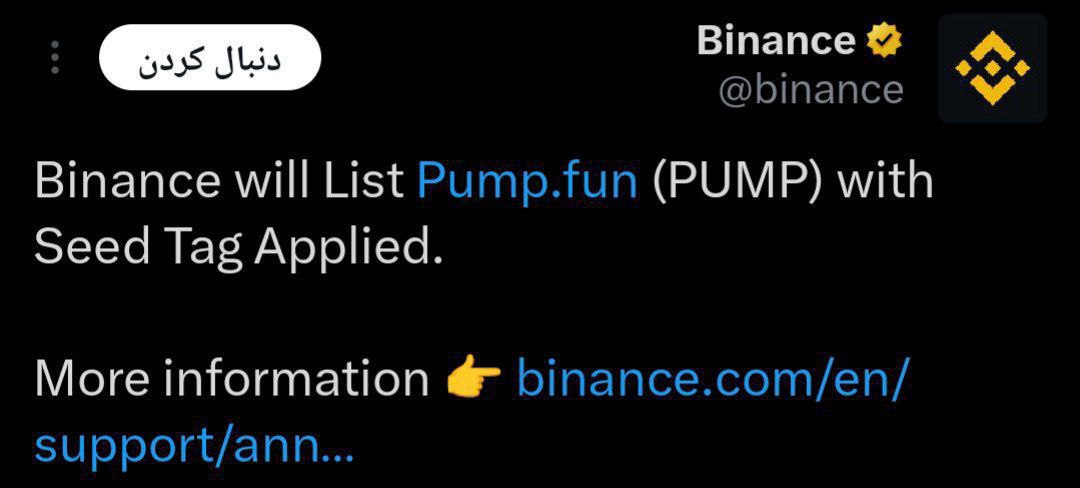 دنبال کردن
Binance
@binance
Binance will List Pump.fun (PUMP) with
Seed Tag Applied.
More information 👉 binance.com/en/
support/ann...